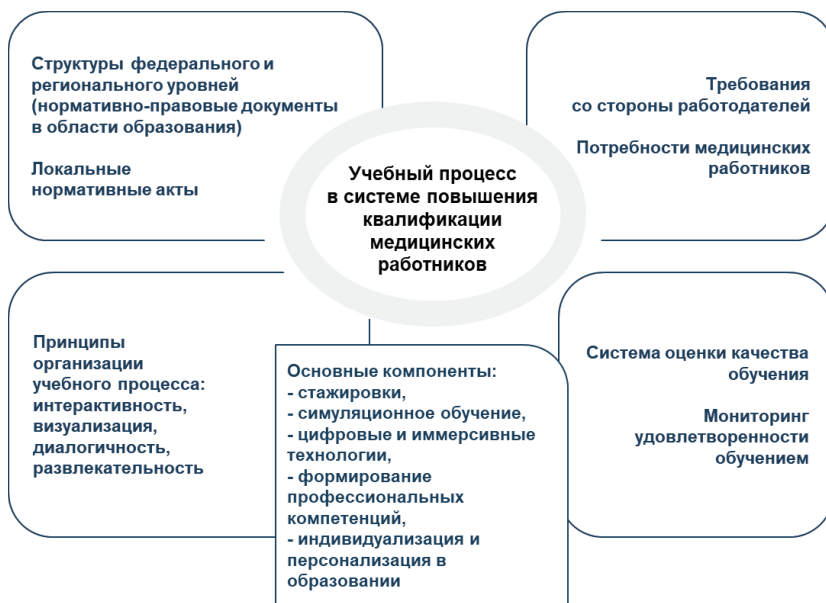 Структуры федерального и
регионального уровней
(нормативно-правовые документы
в области образования)
Локальные
нормативные акты
Требования
со стороны работодателей
Потребности медицинских
работников
Учебный процесс
в системе повышения
квалификации
медицинских
работников
Принципы
организации
учебного процесса:
интерактивность,
визуализация,
диалогичность,
развлекательность
Основные компоненты:
- стажировки,
- симуляционное обучение,
- цифровые и иммерсивные
технологии,
- формирование
профессиональных
компетенций,
- индивидуализация и
персонализация в
образовании
Система оценки качества
обучения
Мониторинг
удовлетворенности
обучением